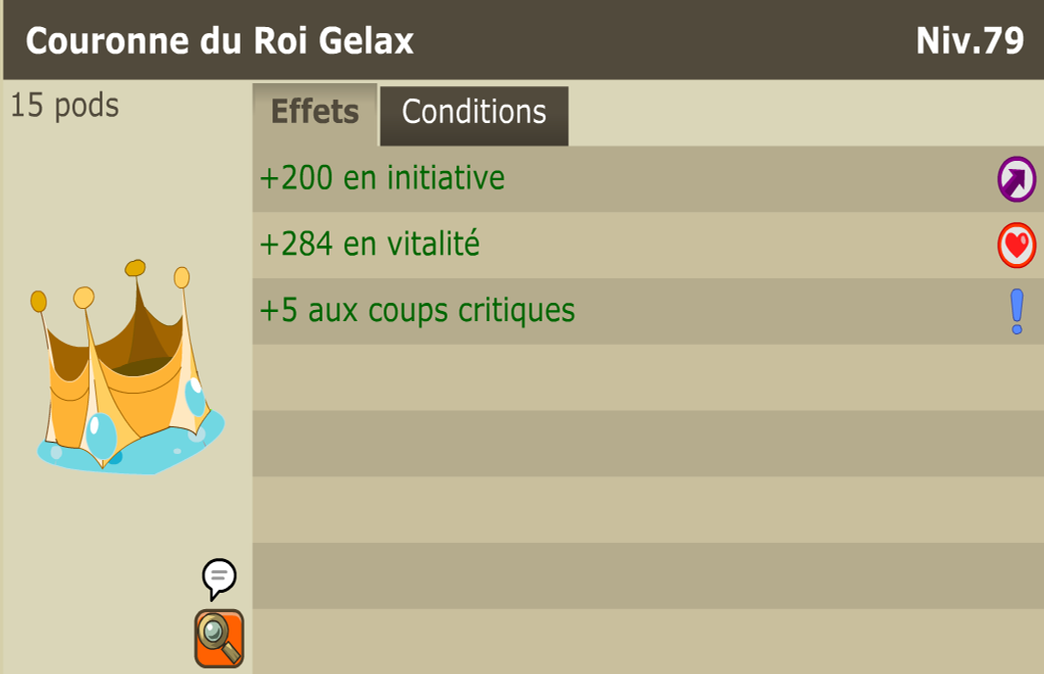 Couronne du Roi Gelax
Niv.79
15 pods
Effets
Conditions
+200 en initiative
+284 en vitalité
+5 aux coups critiques